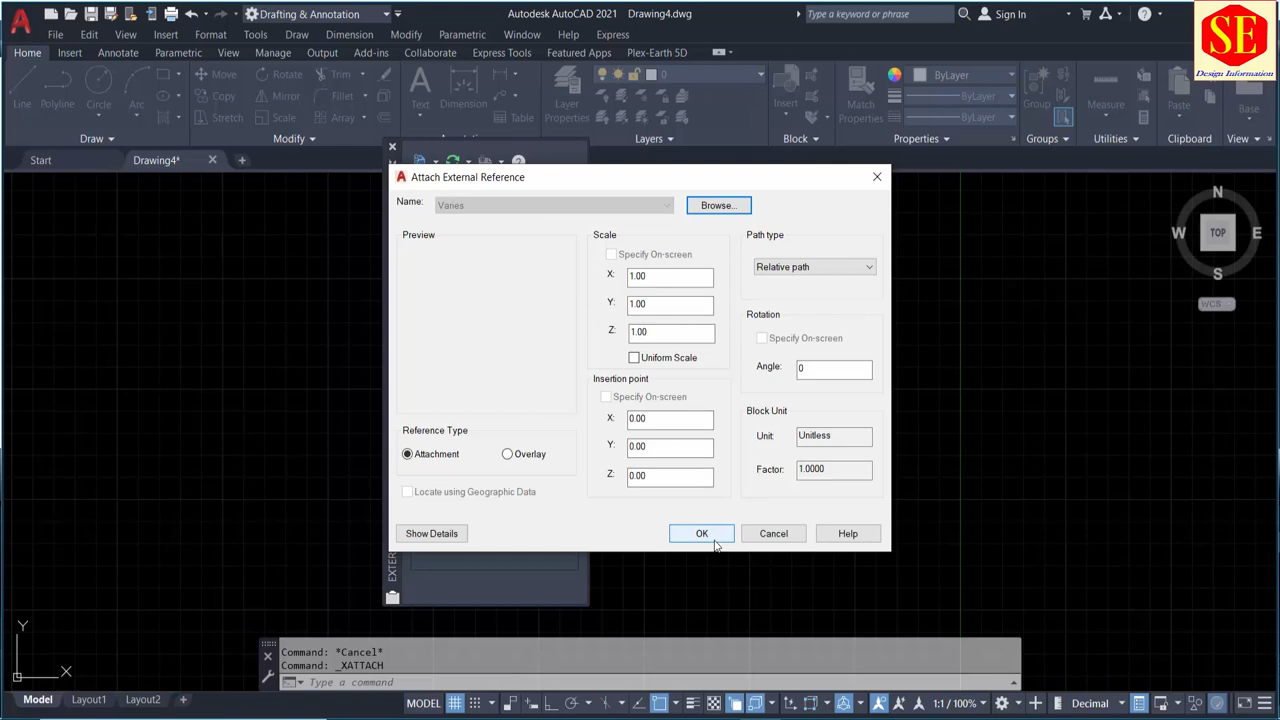 Drafting & Annotation
Autodesk AutoCAD 2021 Drawing4.dwg
Type a keyword or phrase
Sign In
SE
Design Information
File Edit View Insert Format Tools Draw Dimension Modify Parametric Window Help Express
Home Insert Annotate Parametric View Manage Output Add-ins Collaborate Express Tools Featured Apps Plex-Earth 5D
Line Polyline Circle Arc
Move Rotate Trim
Copy Mirror Fillet
Stretch Scale Array
Text Dimension Table
Layer Properties
0
Insert
Match Properties
ByLayer
ByLayer
ByLayer
Group Measure Paste Base
Draw Modify Annotation Layers Block Properties Groups Utilities Clipboard View
Start Drawing4*
Attach External Reference
Name: Varies Browse...
Preview
Scale
Specify On-screen
X: 1.00
Y: 1.00
Z: 1.00
Uniform Scale
Path type
Relative path
Rotation
Specify On-screen
Angle: 0
Insertion point
Specify On-screen
X: 0.00
Y: 0.00
Z: 0.00
Block Unit
Unit: Unitless
Factor: 1.0000
Reference Type
Attachment Overlay
Locate using Geographic Data
Show Details OK Cancel Help
EXTER
N
W TOP E
S
WCS
Y
X
Command: *Cancel*
Command: _XATTACH
Type a command
Model Layout1 Layout2
MODEL 1:1 / 100% Decimal